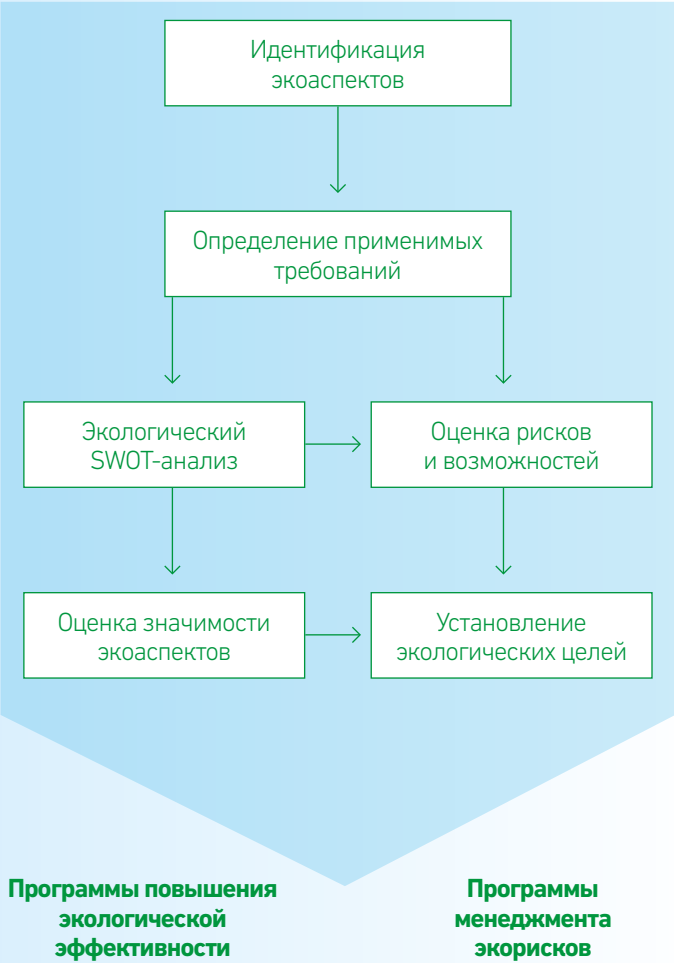 Идентификация
экоаспектов
Определение применимых
требований
Экологический
SWOT-анализ
Оценка рисков
и возможностей
Оценка значимости
экоаспектов
Установление
экологических целей
Программы повышения
экологической
эффективности
Программы
менеджмента
экорисков